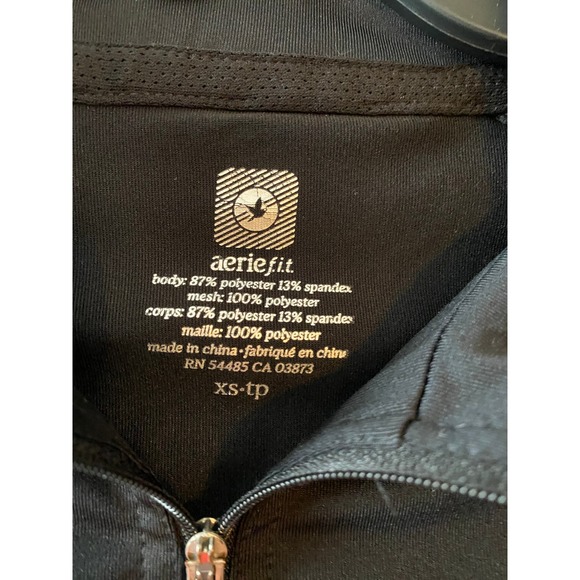 aerie f.i.t.
body: 87% polyester 13% spandex
mesh: 100% polyester
corps: 87% polyester 13% spandex
maille: 100% polyester
made in china•fabriqué en chine
RN 54485 CA 03873
xs•tp